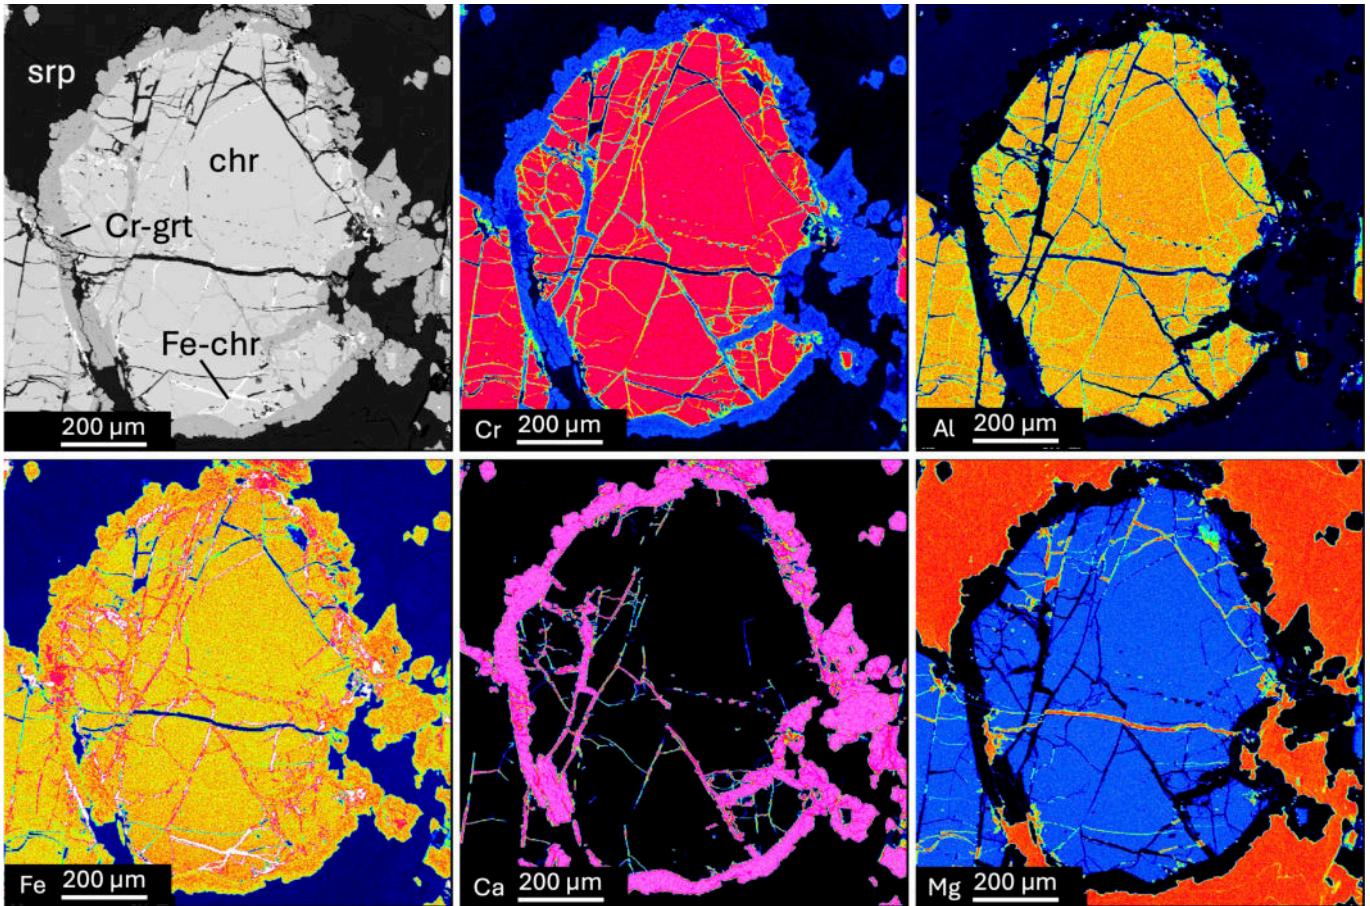 srp
chr
Cr-grt
Fe-chr
200 µm
Cr 200 µm
Al 200 µm
Fe 200 µm
Ca 200 µm
Mg 200 µm